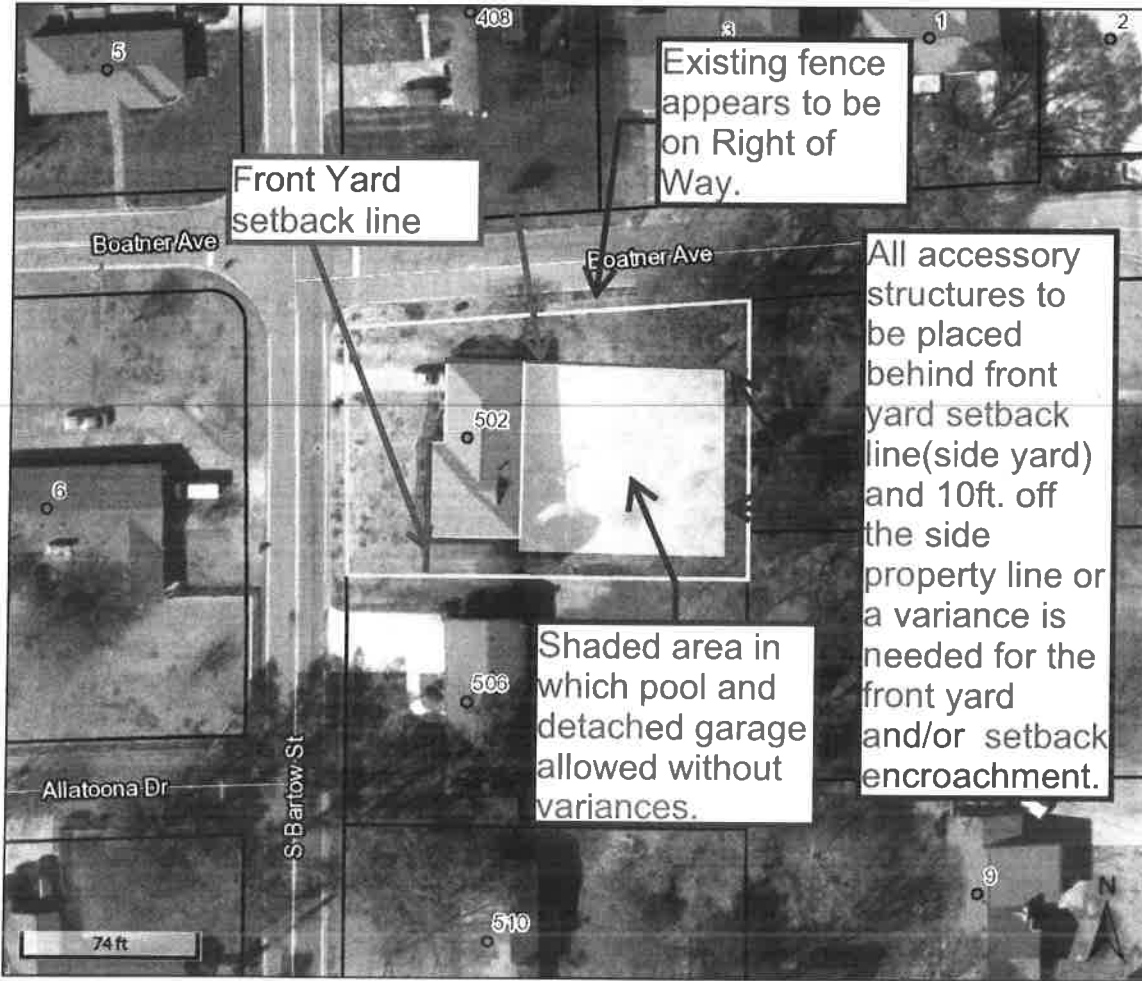 408
5
3
1
2
Existing fence
appears to be
on Right of
Way.
Front Yard
setback line
Boatner Ave
Boatner Ave
All accessory
structures to
be placed
behind front
yard setback
line(side yard)
and 10ft. off
the side
property line or
a variance is
needed for the
front yard
and/or setback
encroachment.
502
6
Shaded area in
which pool and
detached garage
allowed without
variances.
506
Allatoona Dr
S Bartow St
9
N
510
74 ft